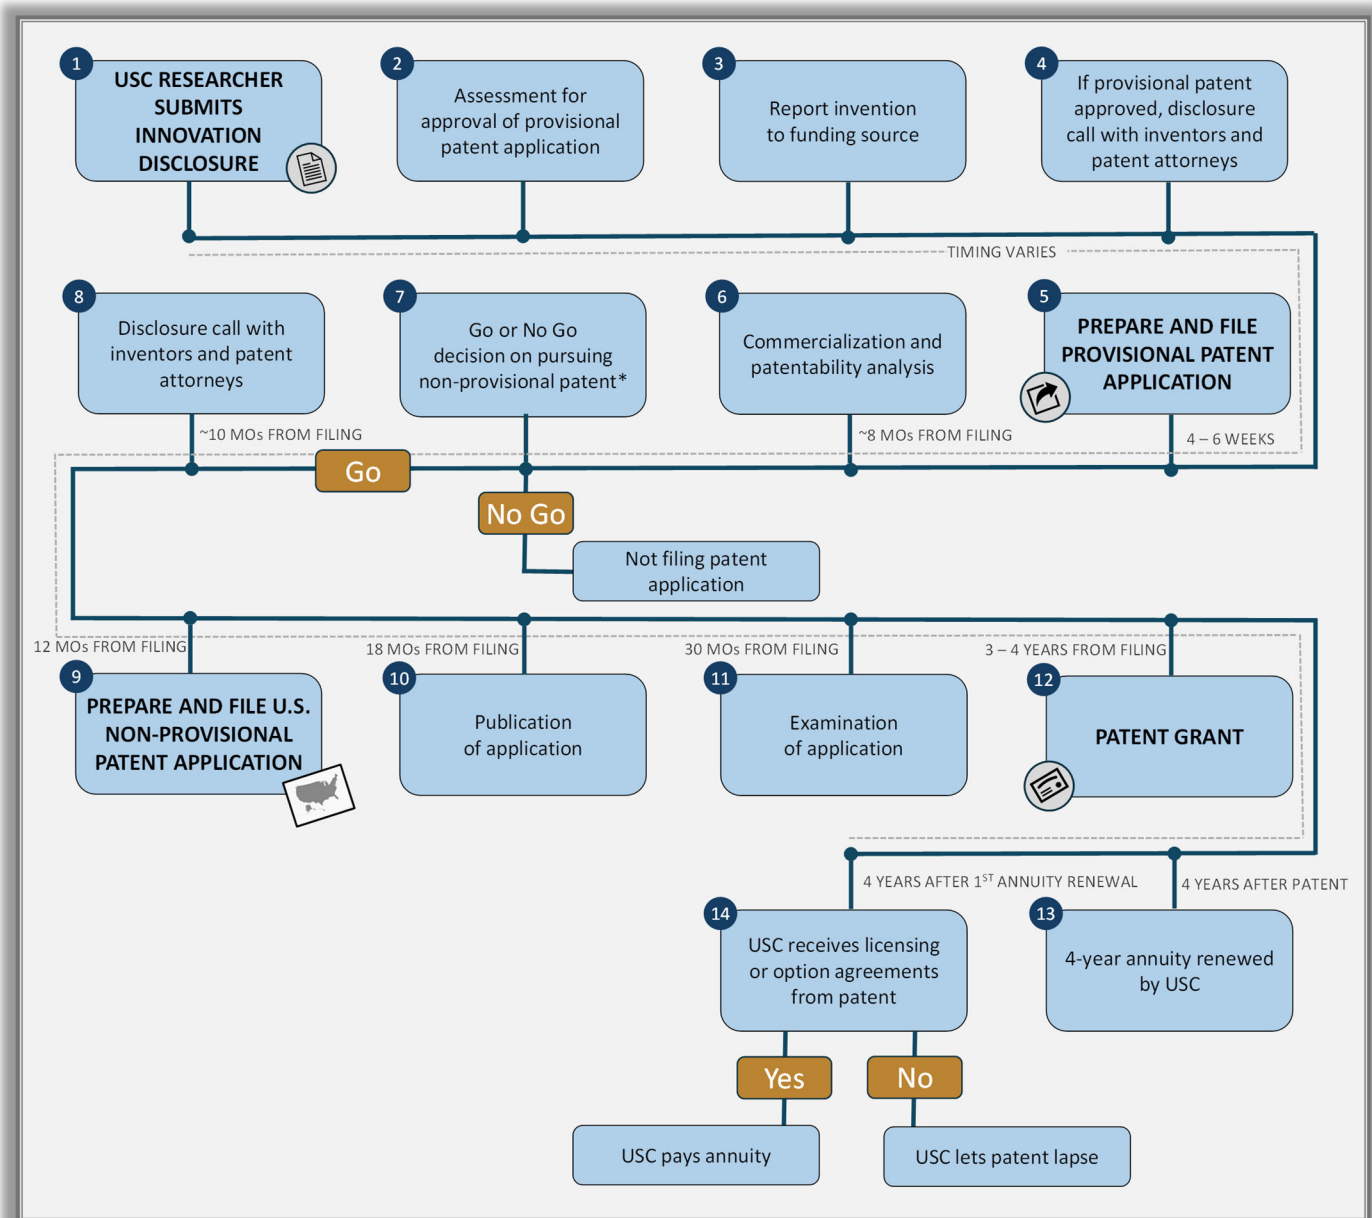 1
USC RESEARCHER
SUBMITS
INNOVATION
DISCLOSURE
2
Assessment for
approval of provisional
patent application
3
Report invention
to funding source
4
If provisional patent
approved, disclosure
call with inventors and
patent attorneys
TIMING VARIES
5
PREPARE AND FILE
PROVISIONAL PATENT
APPLICATION
4 – 6 WEEKS
6
Commercialization and
patentability analysis
~8 MOs FROM FILING
7
Go or No Go
decision on pursuing
non-provisional patent*
8
Disclosure call with
inventors and patent
attorneys
~10 MOs FROM FILING
Go
No Go
Not filing patent
application
12 MOs FROM FILING
9
PREPARE AND FILE U.S.
NON-PROVISIONAL
PATENT APPLICATION
18 MOs FROM FILING
10
Publication
of application
30 MOs FROM FILING
11
Examination
of application
3 – 4 YEARS FROM FILING
12
PATENT GRANT
4 YEARS AFTER PATENT
13
4-year annuity renewed
by USC
4 YEARS AFTER 1ST ANNUITY RENEWAL
14
USC receives licensing
or option agreements
from patent
Yes
No
USC pays annuity
USC lets patent lapse